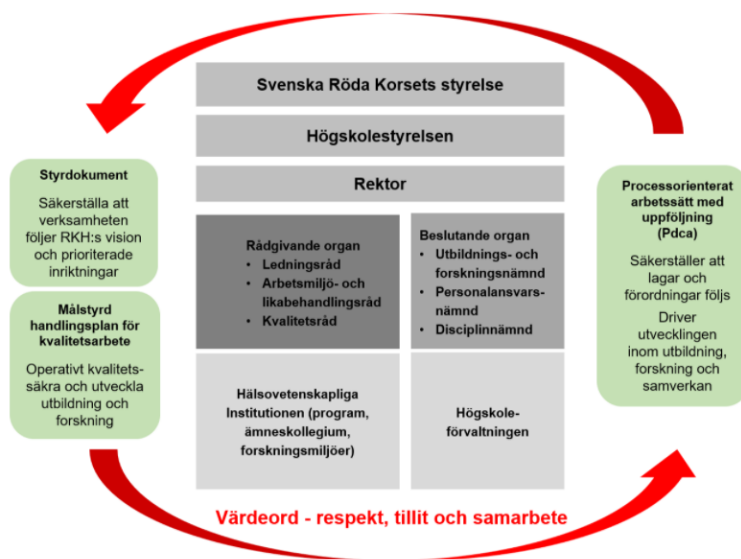 Svenska Röda Korsets styrelse
Högskolestyrelsen
Rektor
Styrdokument
Säkerställa att
verksamheten
följer RKH:s vision
och prioriterade
inriktningar
Målstyrd
handlingsplan för
kvalitetsarbete
Operativt kvalitets-
säkra och utveckla
utbildning och
forskning
Rådgivande organ
• Ledningsråd
• Arbetsmiljö- och
likabehandlingsråd
• Kvalitetsråd
Beslutande organ
• Utbildnings- och
forskningsnämnd
• Personalansvars-
nämnd
• Disciplinnämnd
Hälsovetenskapliga
Institutionen (program,
ämneskollegium,
forskningsmiljöer)
Högskole-
förvaltningen
Processorienterat
arbetssätt med
uppföljning
(Pdca)
Säkerställer att
lagar och
förordningar följs
Driver
utvecklingen
inom utbildning,
forskning och
samverkan
Värdeord - respekt, tillit och samarbete